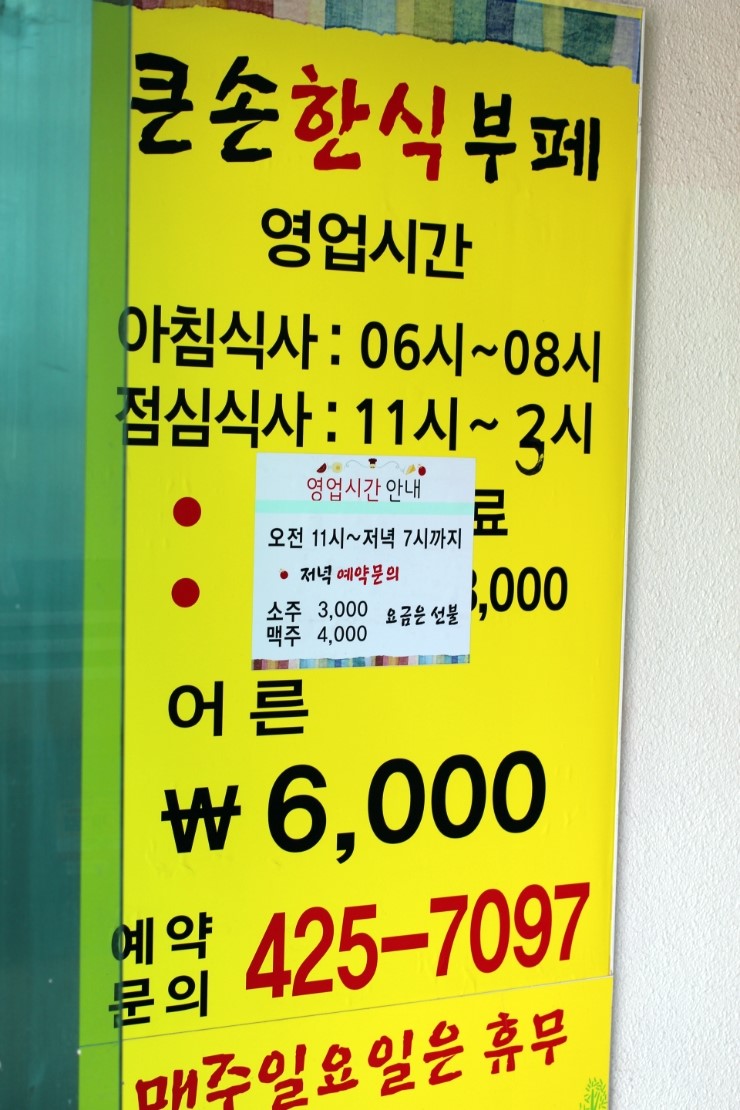 큰손한식부페
영업시간
아침식사 : 06시~08시
점심식사 : 11시~3시
영업시간 안내
오전 11시~저녁 7시까지
저녁 예약문의
소주 3,000
맥주 4,000
요금은 선불
료
,000
어른
₩6,000
예약
문의
425-7097
매주일요일은 휴무